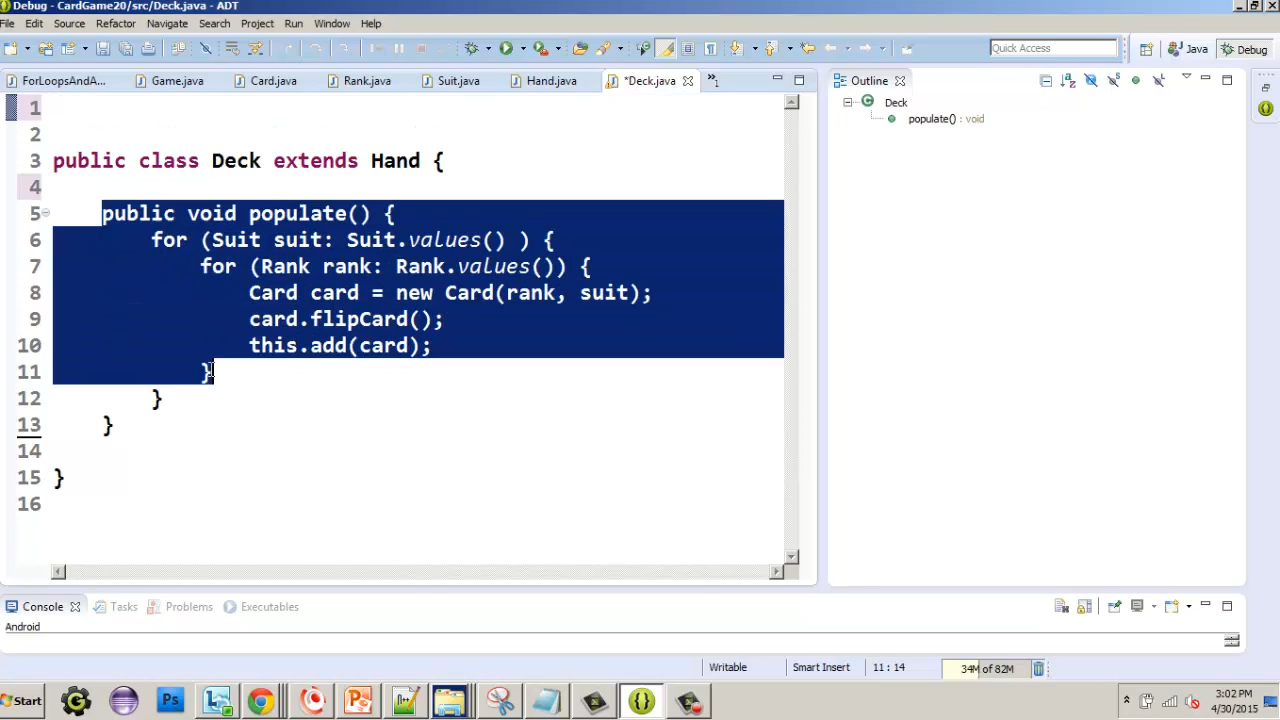 Debug - CardGame20/src/Deck.java - ADT
File Edit Source Refactor Navigate Search Project Run Window Help
Quick Access Java Debug
ForLoopsAndA... Game.java Card.java Rank.java Suit.java Hand.java *Deck.java »1 Outline
1
2
3 public class Deck extends Hand {
4
5 public void populate() {
6 for (Suit suit: Suit.values() ) {
7 for (Rank rank: Rank.values()) {
8 Card card = new Card(rank, suit);
9 card.flipCard();
10 this.add(card);
11 }
12 }
13 }
14
15 }
16
Deck
populate() : void
Console Tasks Problems Executables
Android
Writable Smart Insert 11 : 14 34M of 82M
Start Ps 3:02 PM
4/30/2015